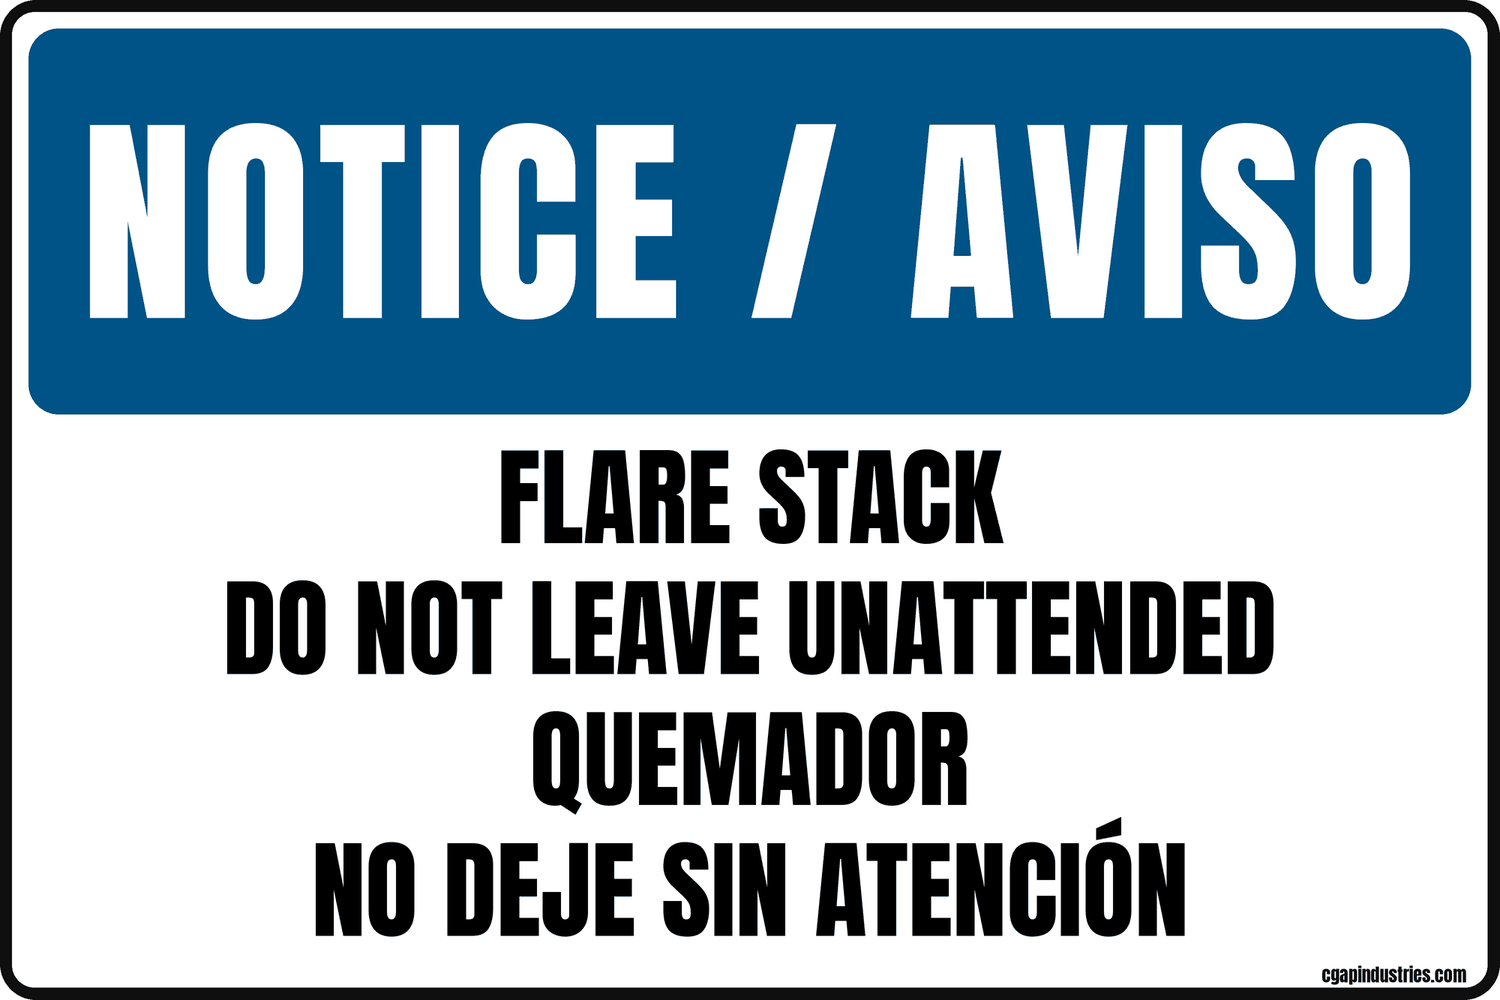 NOTICE / AVISO
FLARE STACK
DO NOT LEAVE UNATTENDED
QUEMADOR
NO DEJE SIN ATENCIÓN
cgapindustries.com